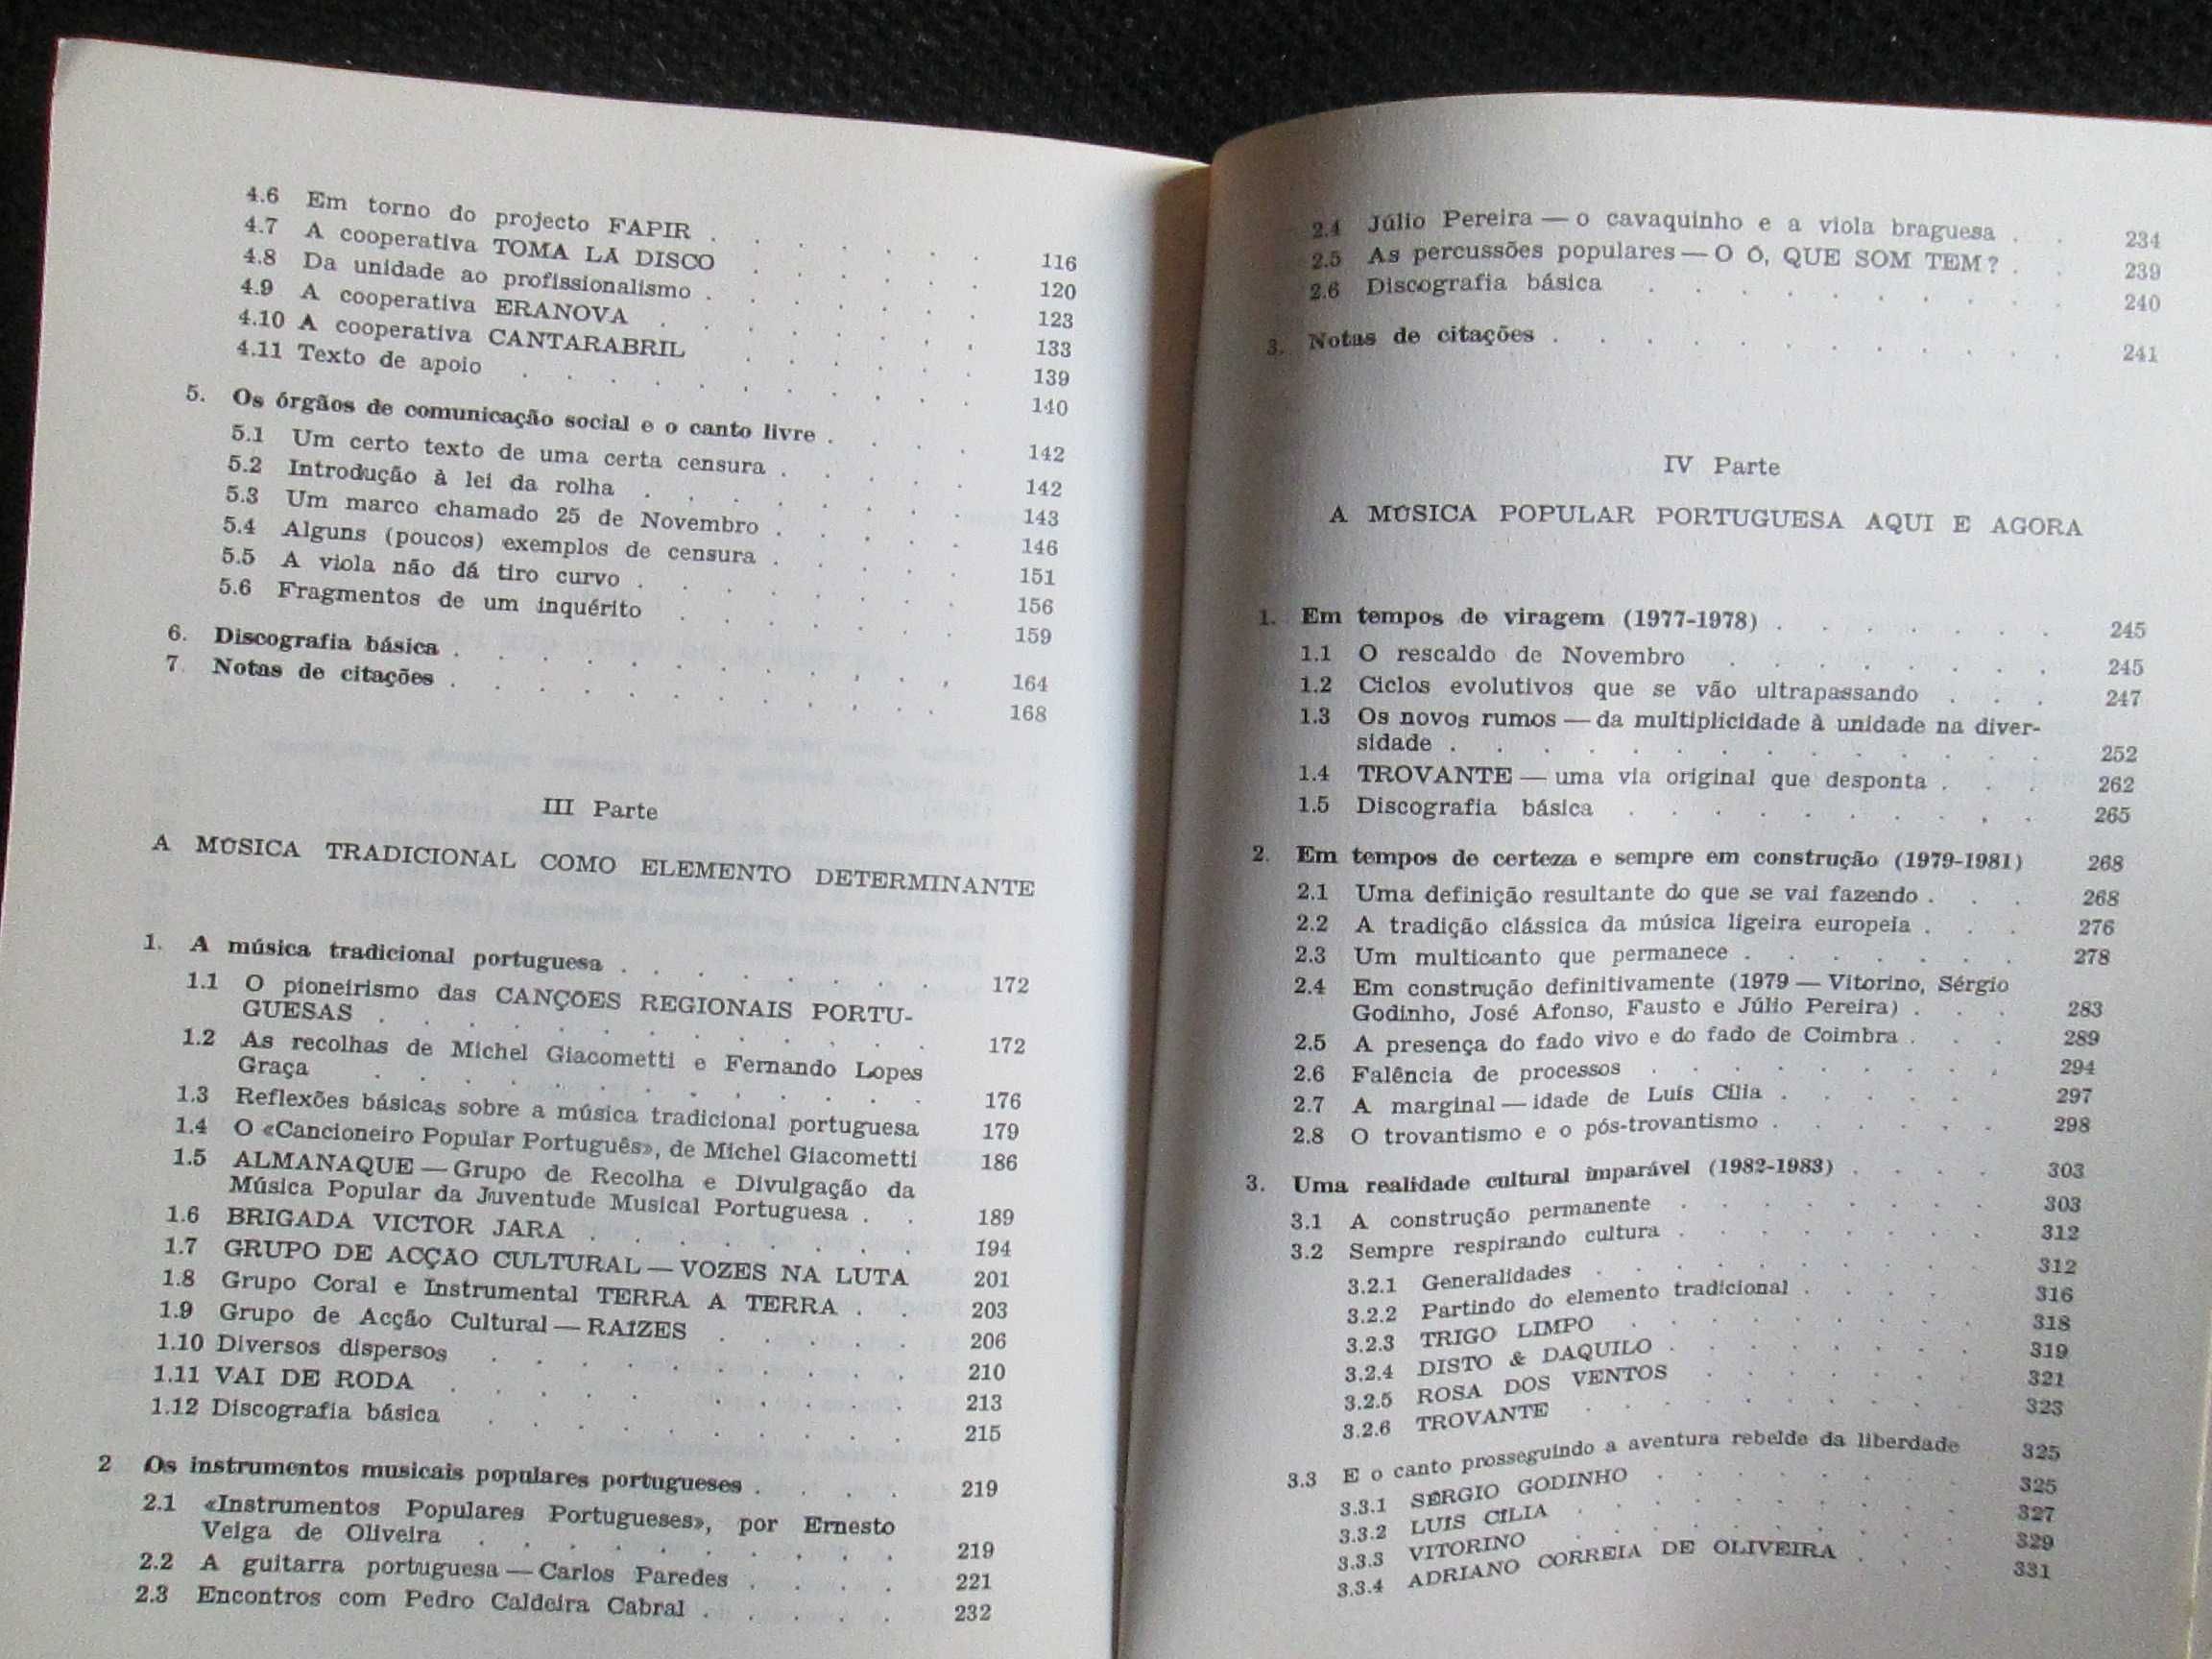 4.6 Em torno do projecto FAPIR . . . . . . . 116
4.7 A cooperativa TOMA LÁ DISCO . . . . . . 120
4.8 Da unidade ao profissionalismo . . . . . . . 123
4.9 A cooperativa ERANOVA . . . . . . . . 133
4.10 A cooperativa CANTARABRIL . . . . . . 139
4.11 Texto de apoio . . . . . . . . . . . 140
5. Os órgãos de comunicação social e o canto livre . . . . 142
5.1 Um certo texto de uma certa censura . . . . . 142
5.2 Introdução à lei da rolha . . . . . . . . 143
5.3 Um marco chamado 25 de Novembro . . . . . 146
5.4 Alguns (poucos) exemplos de censura . . . . . 151
5.5 A viola não dá tiro curvo . . . . . . . . 156
5.6 Fragmentos de um inquérito . . . . . . . 159
6. Discografia básica . . . . . . . . . . . . 164
7 Notas de citações . . . . . . . . . . . . 168
III Parte
A MÚSICA TRADICIONAL COMO ELEMENTO DETERMINANTE
1. A música tradicional portuguesa . . . . . . . . 172
1.1 O pioneirismo das CANÇÕES REGIONAIS PORTU-
GUESAS . . . . . . . . . . . . . 172
1.2 As recolhas de Michel Giacometti e Fernando Lopes
Graça . . . . . . . . . . . . . 176
1.3 Reflexões básicas sobre a música tradicional portuguesa 179
1.4 O «Cancioneiro Popular Português», de Michel Giacometti 186
1.5 ALMANAQUE — Grupo de Recolha e Divulgação da
Música Popular da Juventude Musical Portuguesa . . 189
1.6 BRIGADA VICTOR JARA . . . . . . . . 194
1.7 GRUPO DE ACÇÃO CULTURAL — VOZES NA LUTA 201
1.8 Grupo Coral e Instrumental TERRA A TERRA . . 203
1.9 Grupo de Acção Cultural — RAÍZES . . . . . 206
1.10 Diversos dispersos . . . . . . . . . . 210
1.11 VAI DE RODA . . . . . . . . . . . 213
1.12 Discografia básica . . . . . . . . . . 215
2 Os instrumentos musicais populares portugueses . . . . 219
2.1 «Instrumentos Populares Portugueses», por Ernesto
Veiga de Oliveira . . . . . . . . . . 219
2.2 A guitarra portuguesa — Carlos Paredes . . . . 221
2.3 Encontros com Pedro Caldeira Cabral . . . . . 232
2.4 Júlio Pereira — o cavaquinho e a viola braguesa . . 234
2.5 As percussões populares — O Ó, QUE SOM TEM? . . 239
2.6 Discografia básica . . . . . . . . . . 240
3. Notas de citações . . . . . . . . . . . . 241
IV Parte
A MÚSICA POPULAR PORTUGUESA AQUI E AGORA
1. Em tempos de viragem (1977-1978) . . . . . . . 245
1.1 O rescaldo de Novembro . . . . . . . . 245
1.2 Ciclos evolutivos que se vão ultrapassando . . . 247
1.3 Os novos rumos — da multiplicidade à unidade na diver-
sidade . . . . . . . . . . . . . 252
1.4 TROVANTE — uma via original que desponta . . . 262
1.5 Discografia básica . . . . . . . . . . 265
2. Em tempos de certeza e sempre em construção (1979-1981) 268
2.1 Uma definição resultante do que se vai fazendo . . . 268
2.2 A tradição clássica da música ligeira europeia . . . 276
2.3 Um multicanto que permanece . . . . . . . 278
2.4 Em construção definitivamente (1979 — Vitorino, Sérgio
Godinho, José Afonso, Fausto e Júlio Pereira) . . . 283
2.5 A presença do fado vivo e do fado de Coimbra . . . 289
2.6 Falência de processos . . . . . . . . . 294
2.7 A marginal — idade de Luís Cília . . . . . 297
2.8 O trovantismo e o pós-trovantismo . . . . . . 298
3. Uma realidade cultural imparável (1982-1983) . . . . 303
3.1 A construção permanente . . . . . . . . 303
3.2 Sempre respirando cultura . . . . . . . . 312
3.2.1 Generalidades . . . . . . . . . 312
3.2.2 Partindo do elemento tradicional . . . . 316
3.2.3 TRIGO LIMPO . . . . . . . . . 318
3.2.4 DISTO & DAQUILO . . . . . . . 319
3.2.5 ROSA DOS VENTOS . . . . . . . 321
3.2.6 TROVANTE . . . . . . . . . 323
3.3 E o canto prosseguindo a aventura rebelde da liberdade 325
3.3.1 SÉRGIO GODINHO . . . . . . . 325
3.3.2 LUÍS CÍLIA . . . . . . . . . 327
3.3.3 VITORINO . . . . . . . . . 329
3.3.4 ADRIANO CORREIA DE OLIVEIRA . . . 331